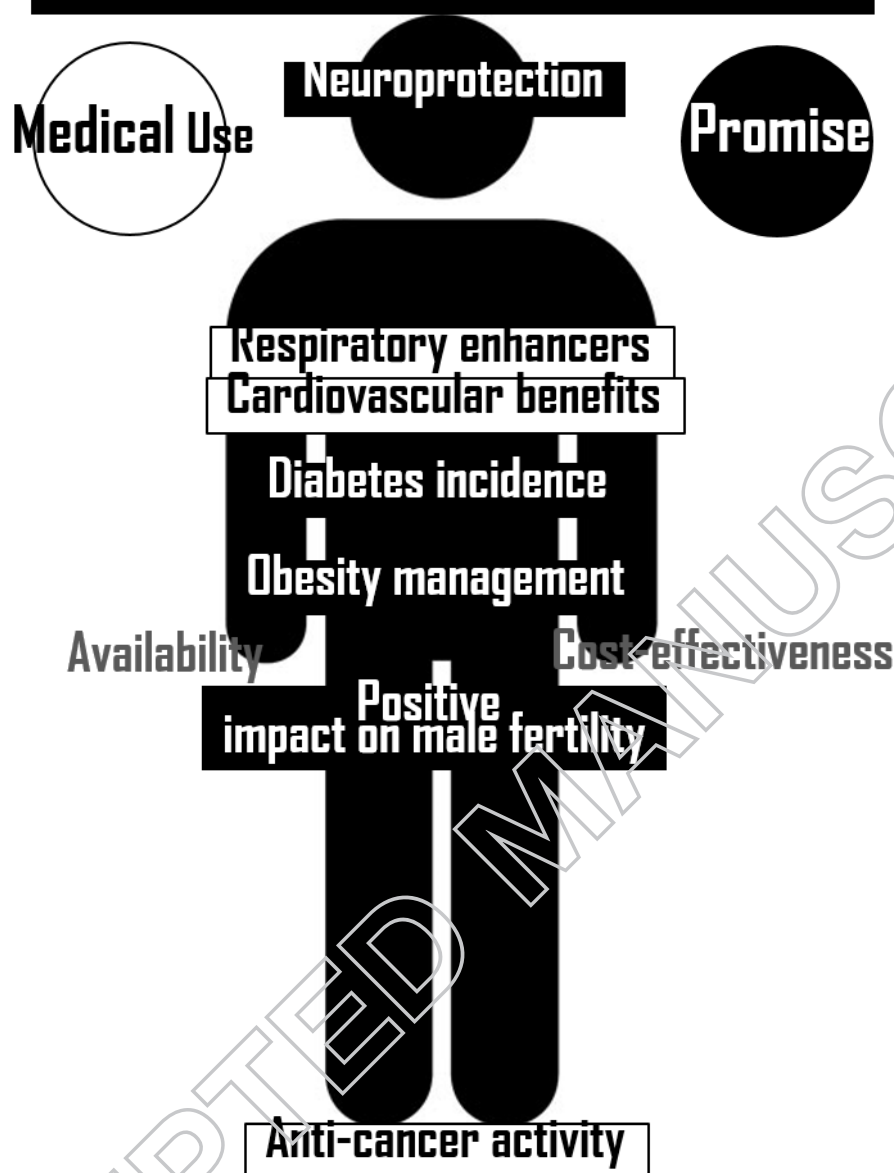 Neuroprotection
Medical Use
Promise
Respiratory enhancers
Cardiovascular benefits
Diabetes incidence
Obesity management
Availability
Cost-effectiveness
Positive
impact on male fertility
Anti-cancer activity